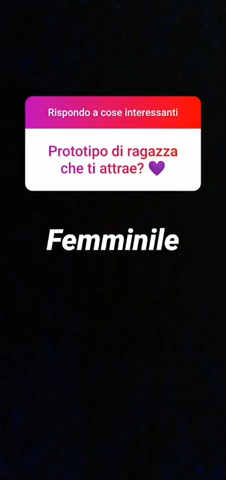 Rispondo a cose interessanti
Prototipo di ragazza
che ti attrae? 💜
Femminile